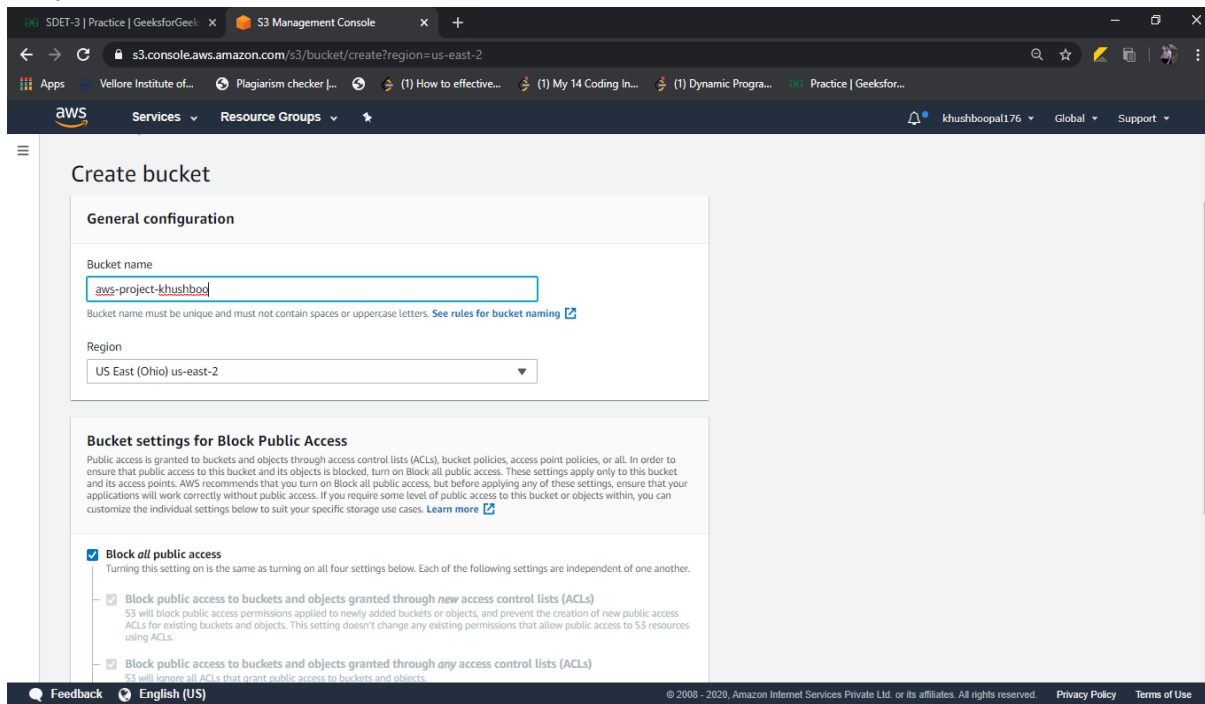 SDET-3 | Practice | GeeksforGeek
S3 Management Console
s3.console.aws.amazon.com/s3/bucket/create?region=us-east-2
Apps
Vellore Institute of...
Plagiarism checker |...
(1) How to effective...
(1) My 14 Coding In...
(1) Dynamic Progra...
Practice | Geeksfor...
aws
Services
Resource Groups
khushboopal176
Global
Support
Create bucket
General configuration
Bucket name
aws-project-khushboo
Bucket name must be unique and must not contain spaces or uppercase letters. See rules for bucket naming
Region
US East (Ohio) us-east-2
Bucket settings for Block Public Access
Public access is granted to buckets and objects through access control lists (ACLs), bucket policies, access point policies, or all. In order to
ensure that public access to this bucket and its objects is blocked, turn on Block all public access. These settings apply only to this bucket
and its access points. AWS recommends that you turn on Block all public access, but before applying any of these settings, ensure that your
applications will work correctly without public access. If you require some level of public access to this bucket or objects within, you can
customize the individual settings below to suit your specific storage use cases. Learn more
Block all public access
Turning this setting on is the same as turning on all four settings below. Each of the following settings are independent of one another.
Block public access to buckets and objects granted through new access control lists (ACLs)
S3 will block public access permissions applied to newly added buckets or objects, and prevent the creation of new public access
ACLs for existing buckets and objects. This setting doesn't change any existing permissions that allow public access to S3 resources
using ACLs.
Block public access to buckets and objects granted through any access control lists (ACLs)
S3 will ignore all ACLs that grant public access to buckets and objects.
Feedback
English (US)
© 2008 - 2020, Amazon Internet Services Private Ltd. or its affiliates. All rights reserved.
Privacy Policy
Terms of Use